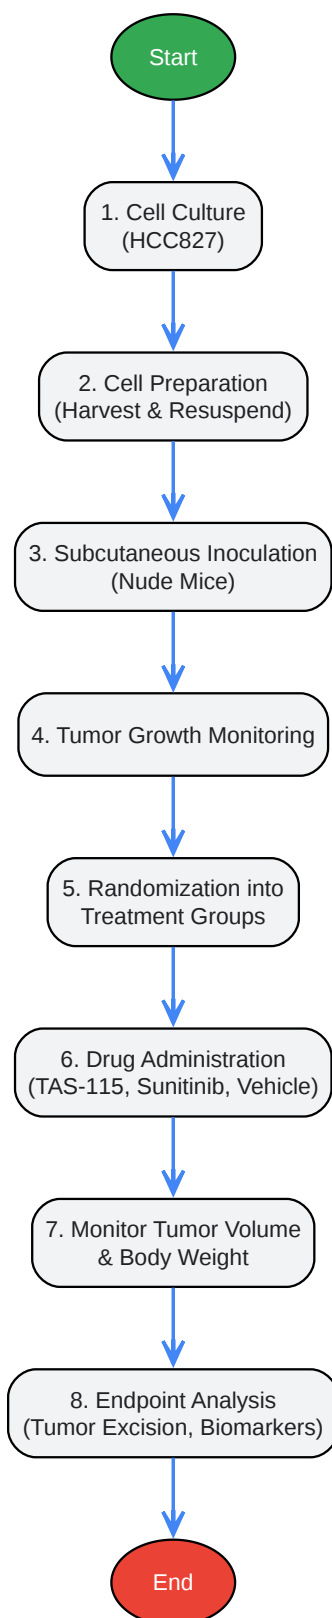 Start
1. Cell Culture
(HCC827)
2. Cell Preparation
(Harvest & Resuspend)
3. Subcutaneous Inoculation
(Nude Mice)
4. Tumor Growth Monitoring
5. Randomization into
Treatment Groups
6. Drug Administration
(TAS-115, Sunitinib, Vehicle)
7. Monitor Tumor Volume
& Body Weight
8. Endpoint Analysis
(Tumor Excision, Biomarkers)
End